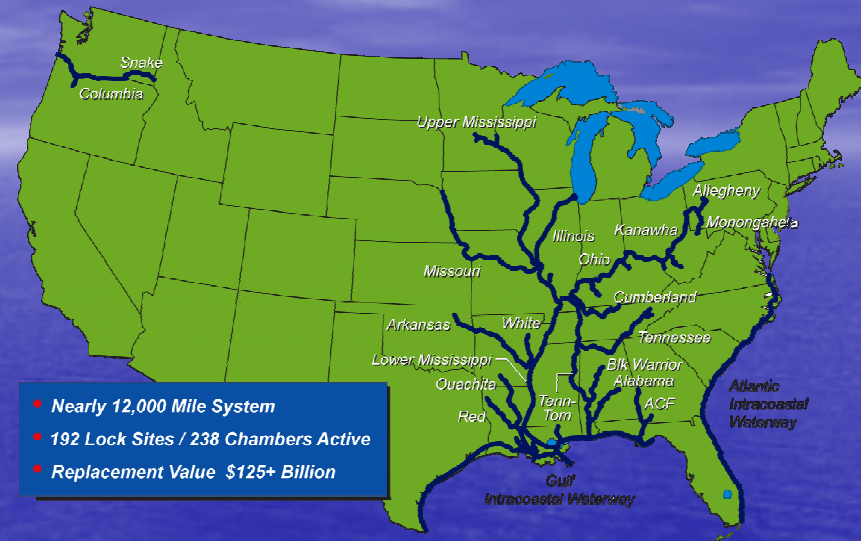 Snake
Columbia
Upper Mississippi
Allegheny
Monongahela
Kanawha
Illinois
Ohio
Missouri
Cumberland
Arkansas
White
Tennessee
Lower Mississippi
Blk Warrior
Alabama
Ouachita
Tenn-
Tom
ACF
Red
Atlantic
Intracoastal
Waterway
Gulf
Intracoastal Waterway
• Nearly 12,000 Mile System
• 192 Lock Sites / 238 Chambers Active
• Replacement Value $125+ Billion